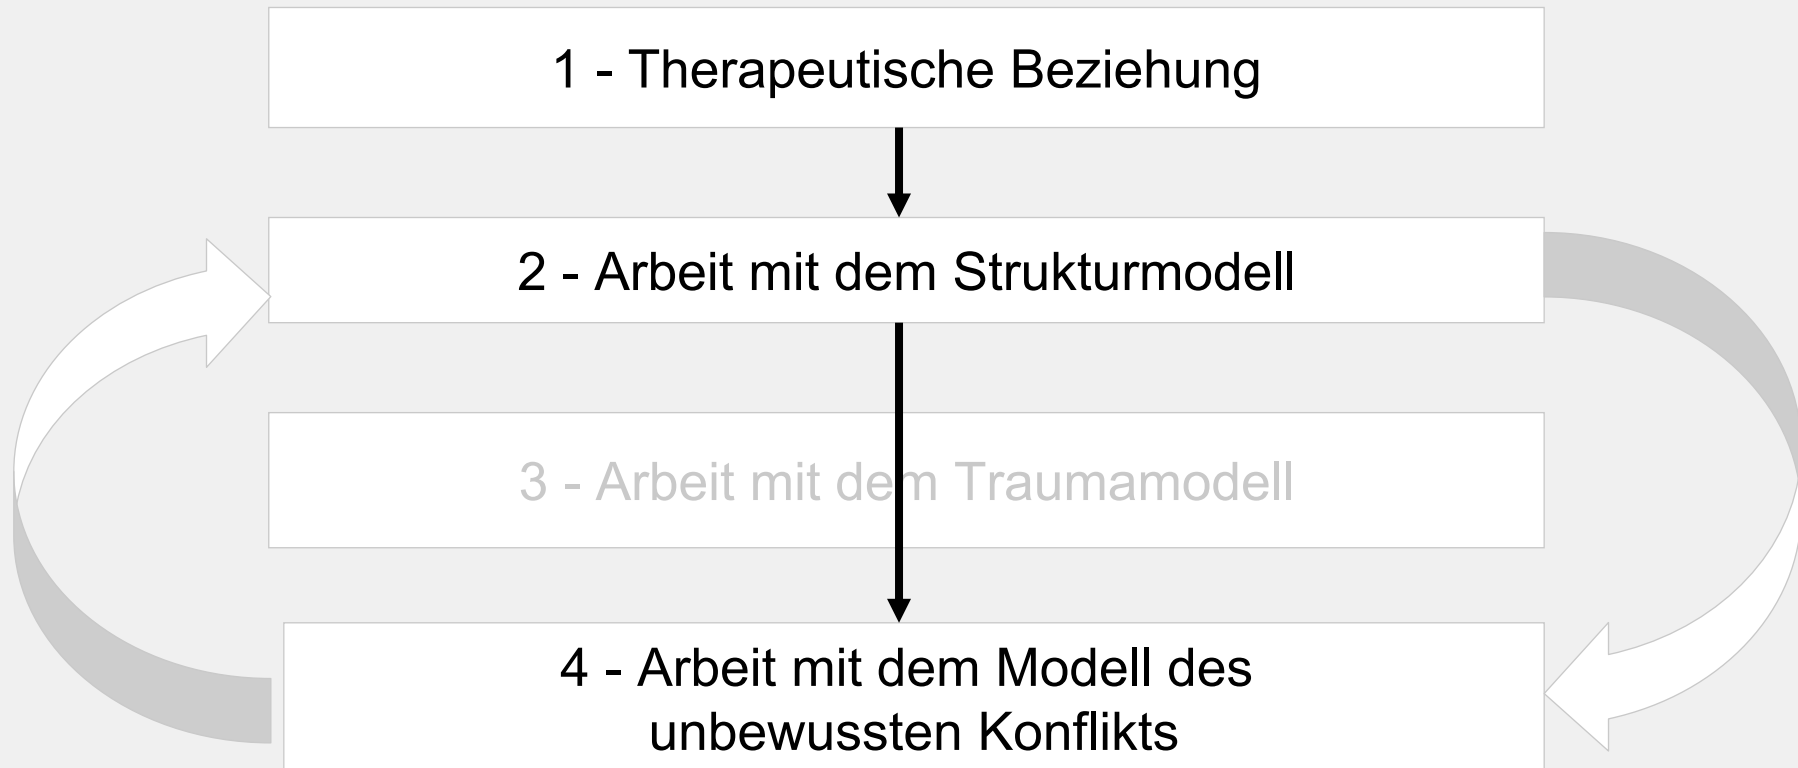 1 - Therapeutische Beziehung
2 - Arbeit mit dem Strukturmodell
3 - Arbeit mit dem Traumamodell
4 - Arbeit mit dem Modell des
unbewussten Konflikts